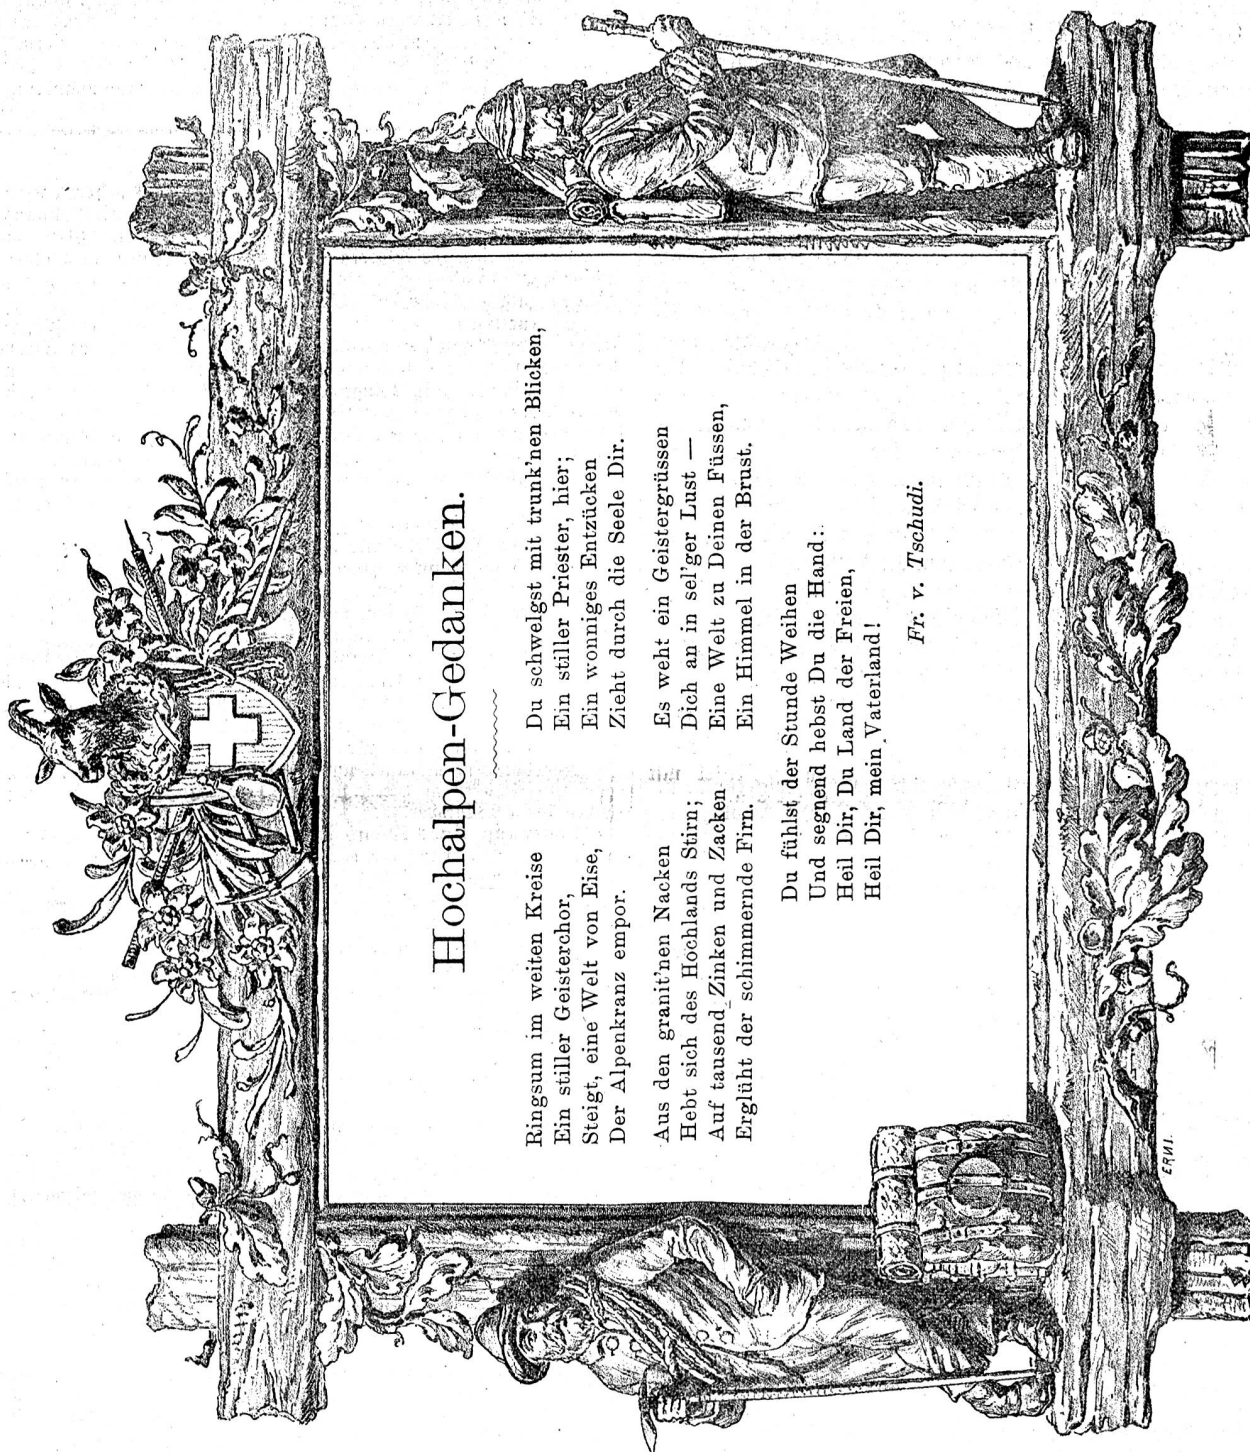 Hochalpen-Gedanken.
Ringsum im weiten Kreise
Ein stiller Geisterchor,
Steigt, eine Welt von Eise,
Der Alpenkranz empor.
Aus den granit'nen Nacken
Hebt sich des Hochlands Stirn;
Auf tausend Zinken und Zacken
Erglüht der schimmernde Firn.
Du schwelgst mit trunk'nen Blicken,
Ein stiller Priester, hier;
Ein wonniges Entzücken
Zieht durch die Seele Dir.
Es weht ein Geistergrüssen
Dich an in sel'ger Lust —
Eine Welt zu Deinen Füssen,
Ein Himmel in der Brust.
Du fühlst der Stunde Weihen
Und segnend hebst Du die Hand:
Heil Dir, Du Land der Freien,
Heil Dir, mein Vaterland!
Fr. v. Tschudi.
ERNI.